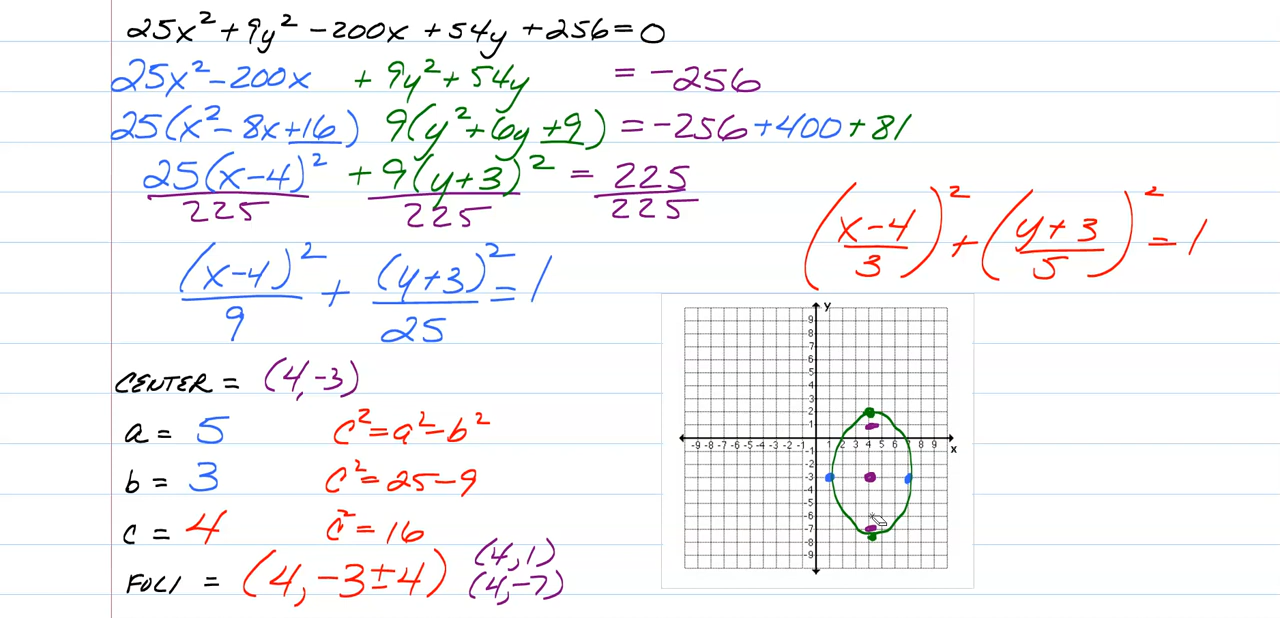 25x² + 9y² - 200x + 54y + 256 = 0
25x² - 200x + 9y² + 54y = -256
25(x² - 8x + 16) 9(y² + 6y + 9) = -256 + 400 + 81
25(x-4)²/225 + 9(y+3)²/225 = 225/225
((x-4)/3)² + ((y+3)/5)² = 1
(x-4)²/9 + (y+3)²/25 = 1
CENTER = (4,-3)
a = 5 c² = a² - b²
b = 3 c² = 25 - 9
c = 4 c² = 16
FOCI = (4, -3±4) (4,1)
(4,-7)
y
9
8
7
6
5
4
3
2
1
-9 -8 -7 -6 -5 -4 -3 -2 -1 1 2 3 4 5 6 7 8 9 x
-1
-2
-3
-4
-5
-6
-7
-8
-9